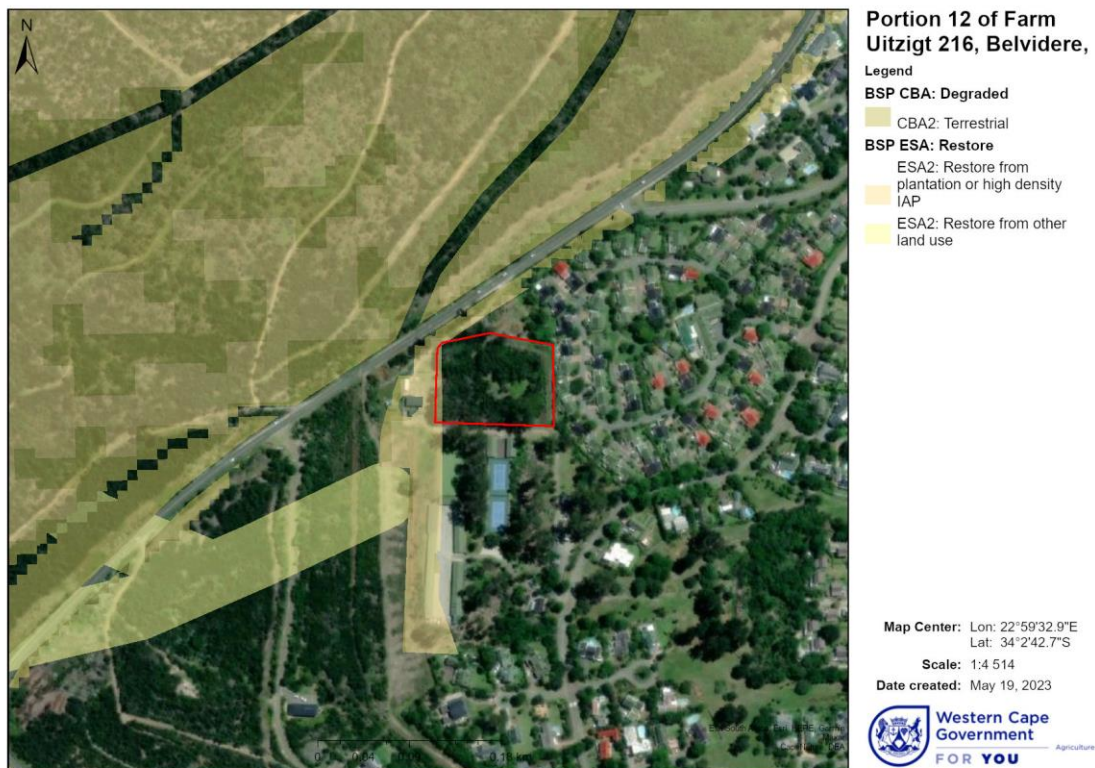 N
Portion 12 of Farm
Uitzigt 216, Belvidere,
Legend
BSP CBA: Degraded
CBA2: Terrestrial
BSP ESA: Restore
ESA2: Restore from
plantation or high density
IAP
ESA2: Restore from other
land use
Map Center: Lon: 22°59'32.9"E
Lat: 34°2'42.7"S
Scale: 1:4 514
Date created: May 19, 2023
Western Cape
Government
Agriculture
FOR YOU